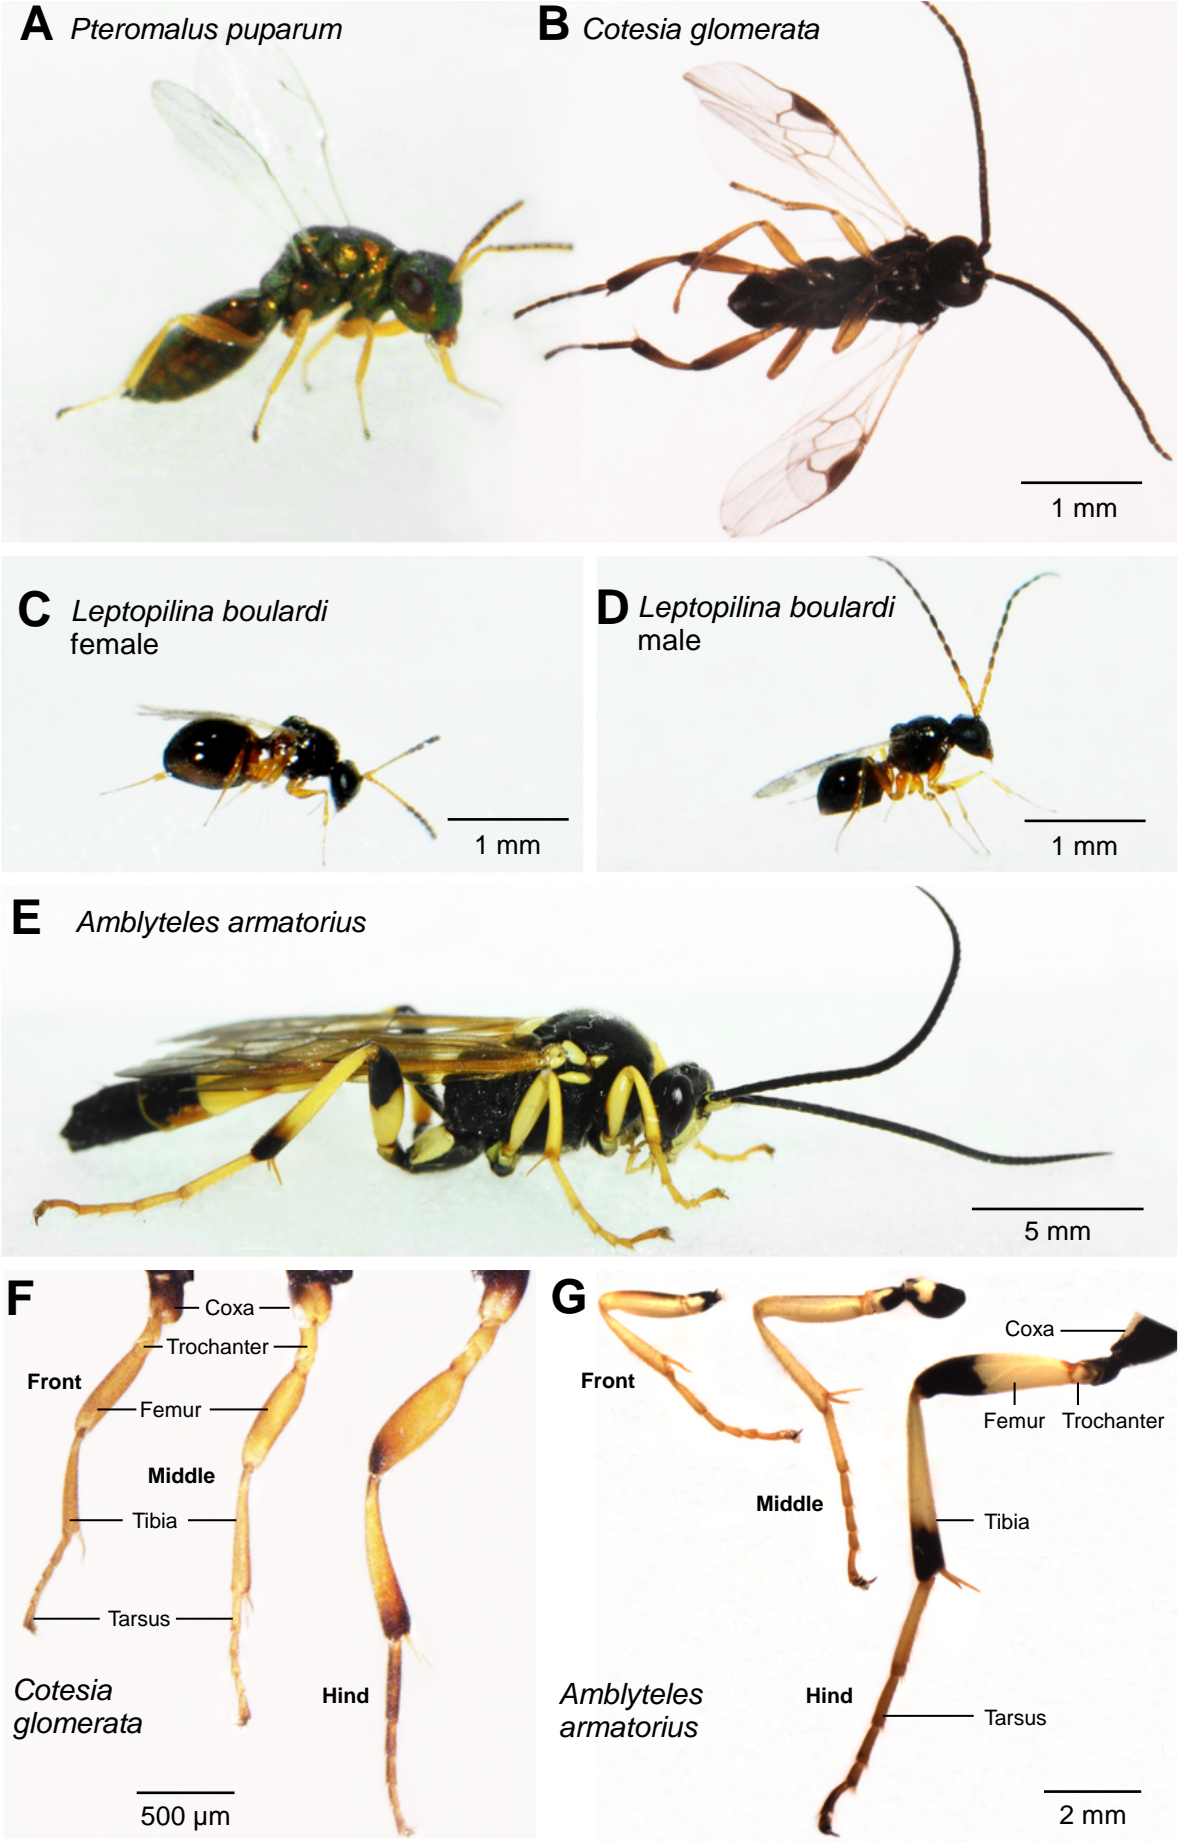 A Pteromalus puparum
B Cotesia glomerata
1 mm
C Leptopilina boulardi
female
1 mm
D Leptopilina boulardi
male
1 mm
E Amblyteles armatorius
5 mm
F
Coxa
Trochanter
Front
Femur
Middle
Tibia
Tarsus
Hind
Cotesia
glomerata
500 µm
G
Coxa
Front
Femur Trochanter
Middle
Tibia
Hind
Tarsus
Amblyteles
armatorius
2 mm